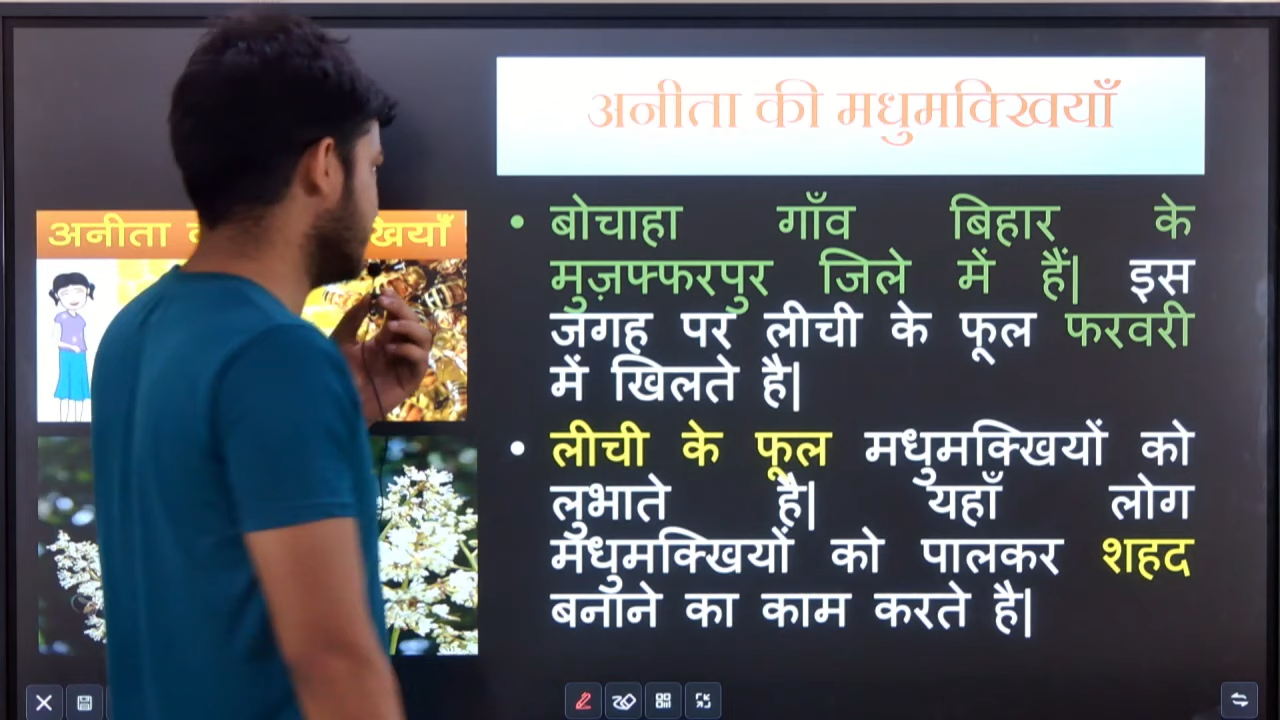 अनीता की मधुमक्खियाँ
अनीता खियाँ
• बोचाहा गाँव बिहार के
मुज़फ्फरपुर जिले में हैं| इस
जगह पर लीची के फूल फरवरी
में खिलते है|
• लीची के फूल मधुमक्खियों को
लुभाते है| यहाँ लोग
मधुमक्खियों को पालकर शहद
बनाने का काम करते है|